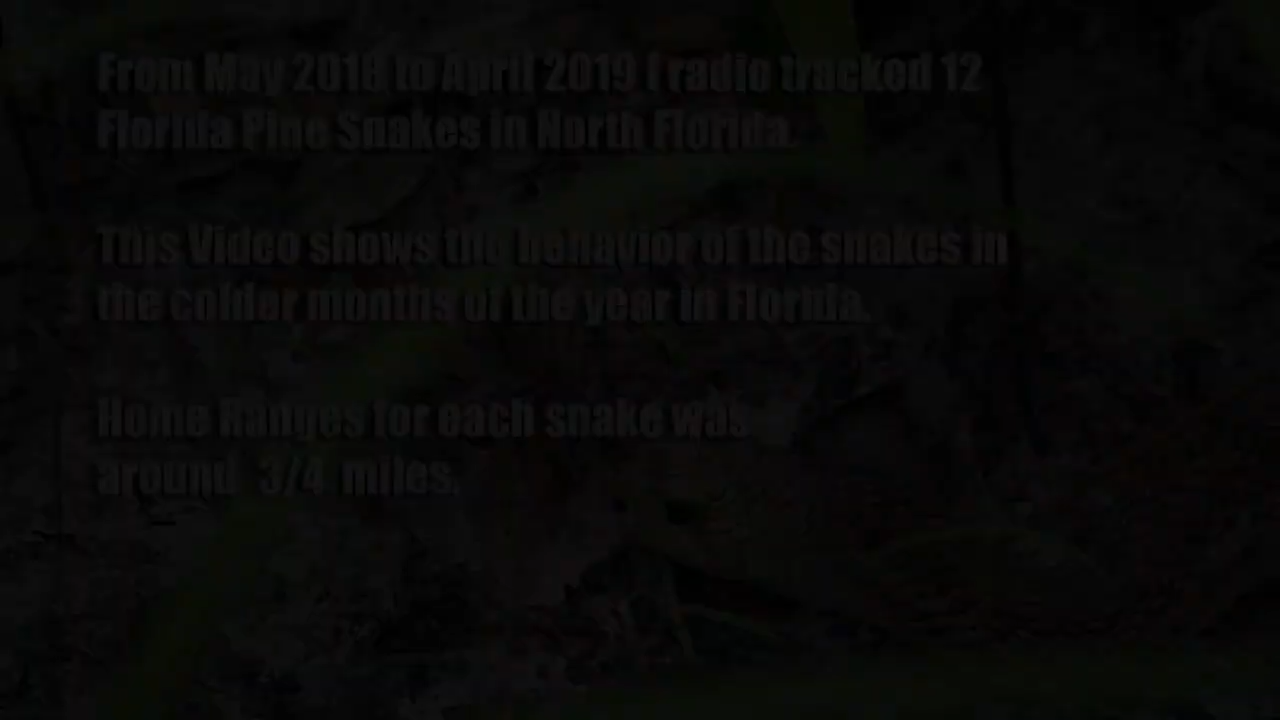 From May 2018 to April 2019 I radio tracked 12
Florida Pine Snakes in North Florida.
This Video shows the behavior of the snakes in
the colder months of the year in Florida.
Home Ranges for each snake was
around 3/4 miles.